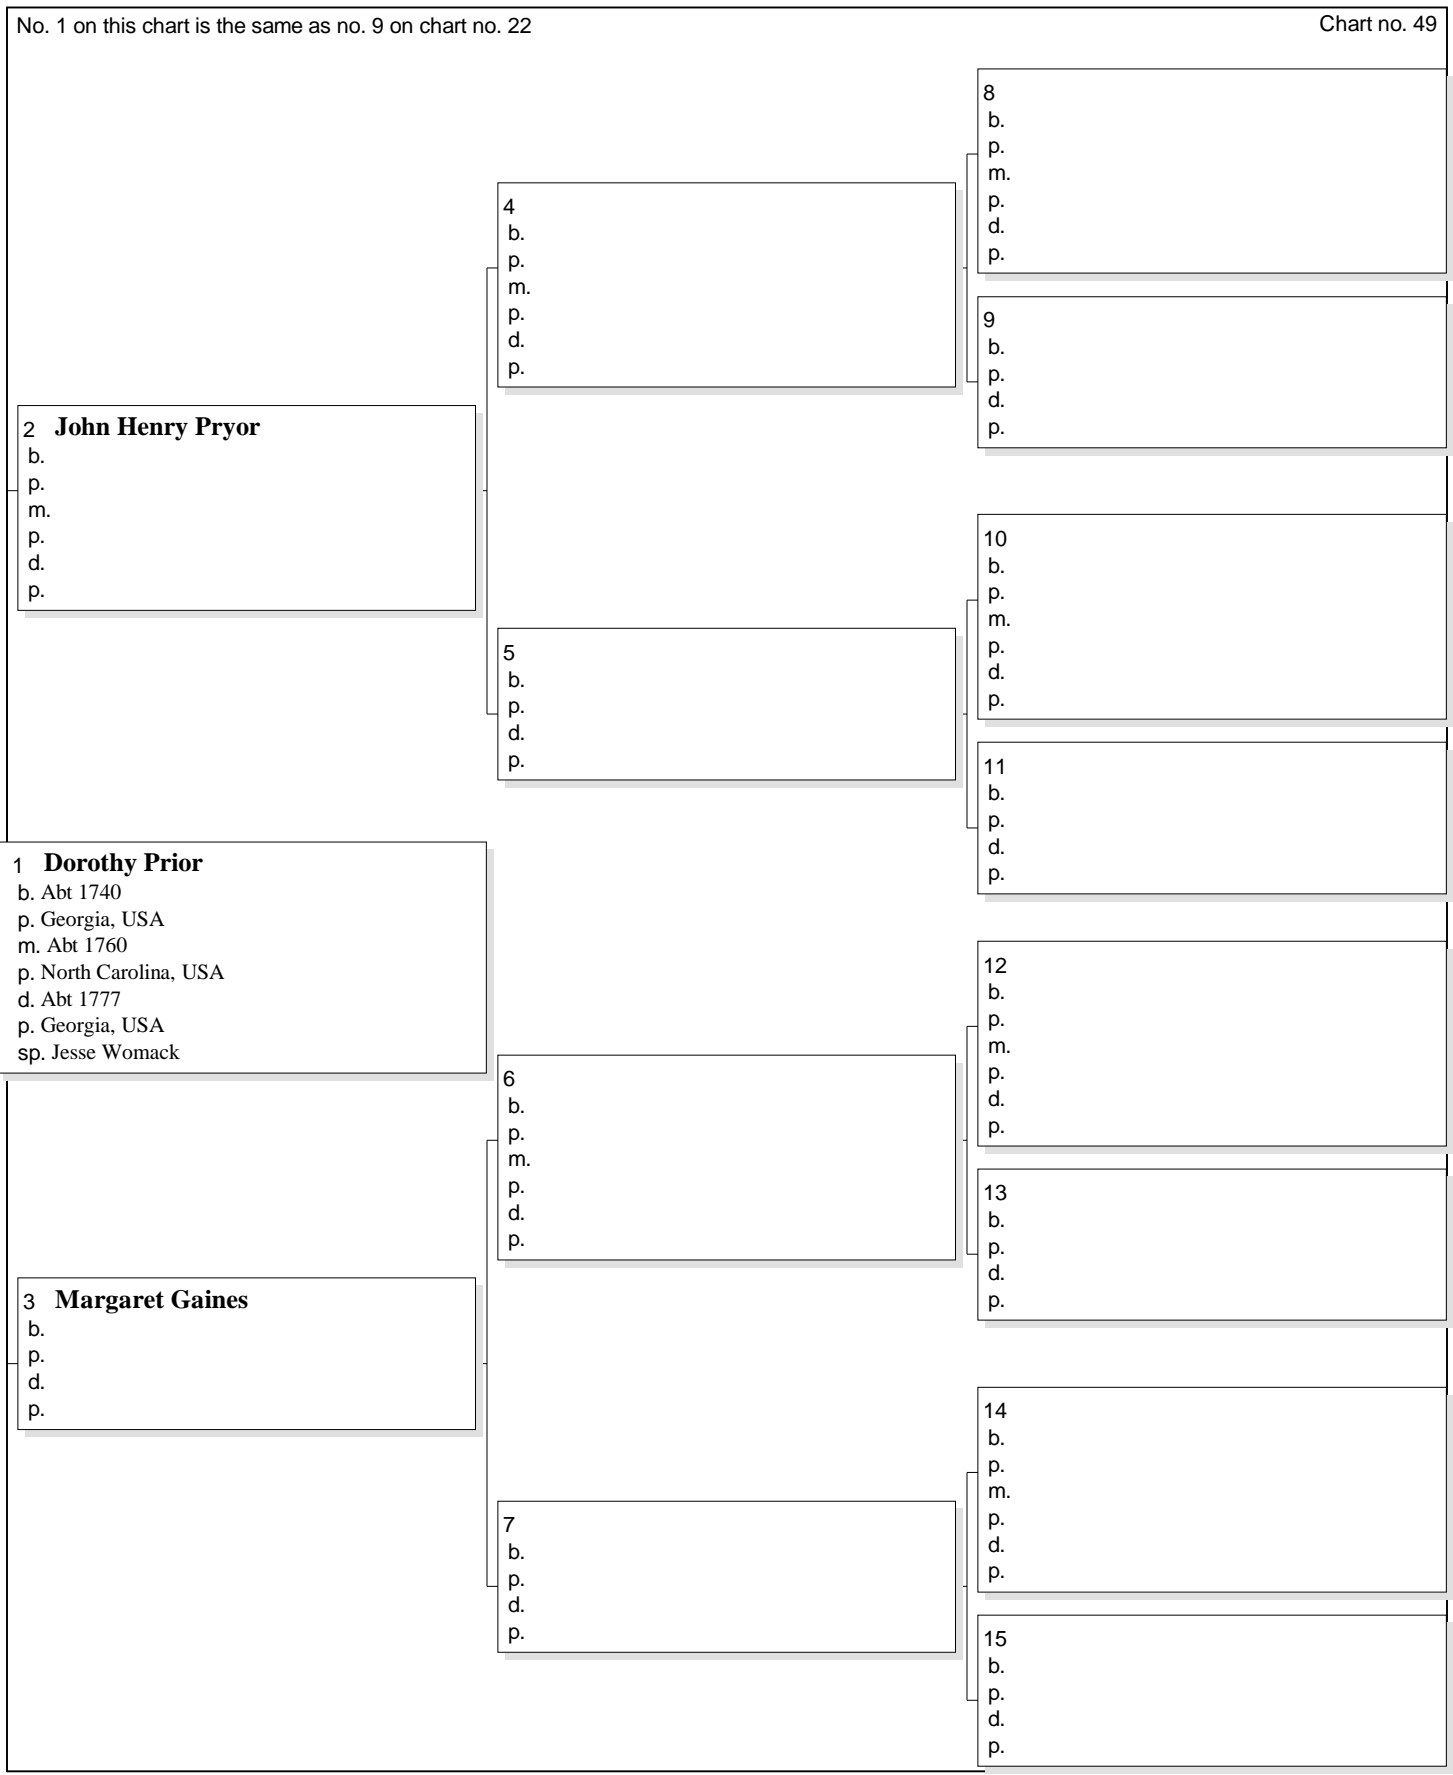 No. 1 on this chart is the same as no. 9 on chart no. 22
Chart no. 49
8
b.
p.
m.
p.
d.
p.
4
b.
p.
m.
p.
d.
p.
9
b.
p.
d.
p.
2 John Henry Pryor
b.
p.
m.
p.
d.
p.
10
b.
p.
m.
p.
d.
p.
5
b.
p.
d.
p.
11
b.
p.
d.
p.
1 Dorothy Prior
b. Abt 1740
p. Georgia, USA
m. Abt 1760
p. North Carolina, USA
d. Abt 1777
p. Georgia, USA
sp. Jesse Womack
12
b.
p.
m.
p.
d.
p.
6
b.
p.
m.
p.
d.
p.
13
b.
p.
d.
p.
3 Margaret Gaines
b.
p.
d.
p.
14
b.
p.
m.
p.
d.
p.
7
b.
p.
d.
p.
15
b.
p.
d.
p.